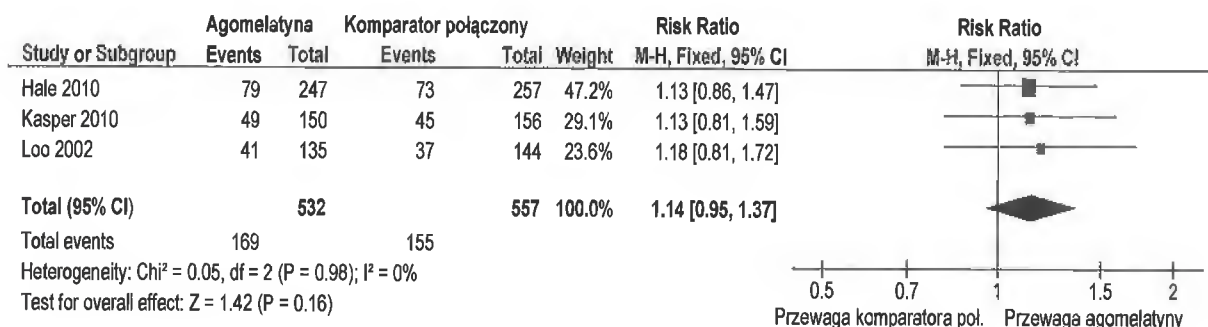 Agomelatyna Komparator połączony Risk Ratio Risk Ratio
Study or Subgroup Events Total Events Total Weight M-H, Fixed, 95% CI M-H, Fixed, 95% CI
Hale 2010 79 247 73 257 47.2% 1.13 [0.86, 1.47]
Kasper 2010 49 150 45 156 29.1% 1.13 [0.81, 1.59]
Loo 2002 41 135 37 144 23.6% 1.18 [0.81, 1.72]
Total (95% CI) 532 557 100.0% 1.14 [0.95, 1.37]
Total events 169 155
Heterogeneity: Chi² = 0.05, df = 2 (P = 0.98); I² = 0%
Test for overall effect: Z = 1.42 (P = 0.16)
0.5 0.7 1 1.5 2
Przewaga komparatora poł. Przewaga agomelatyny